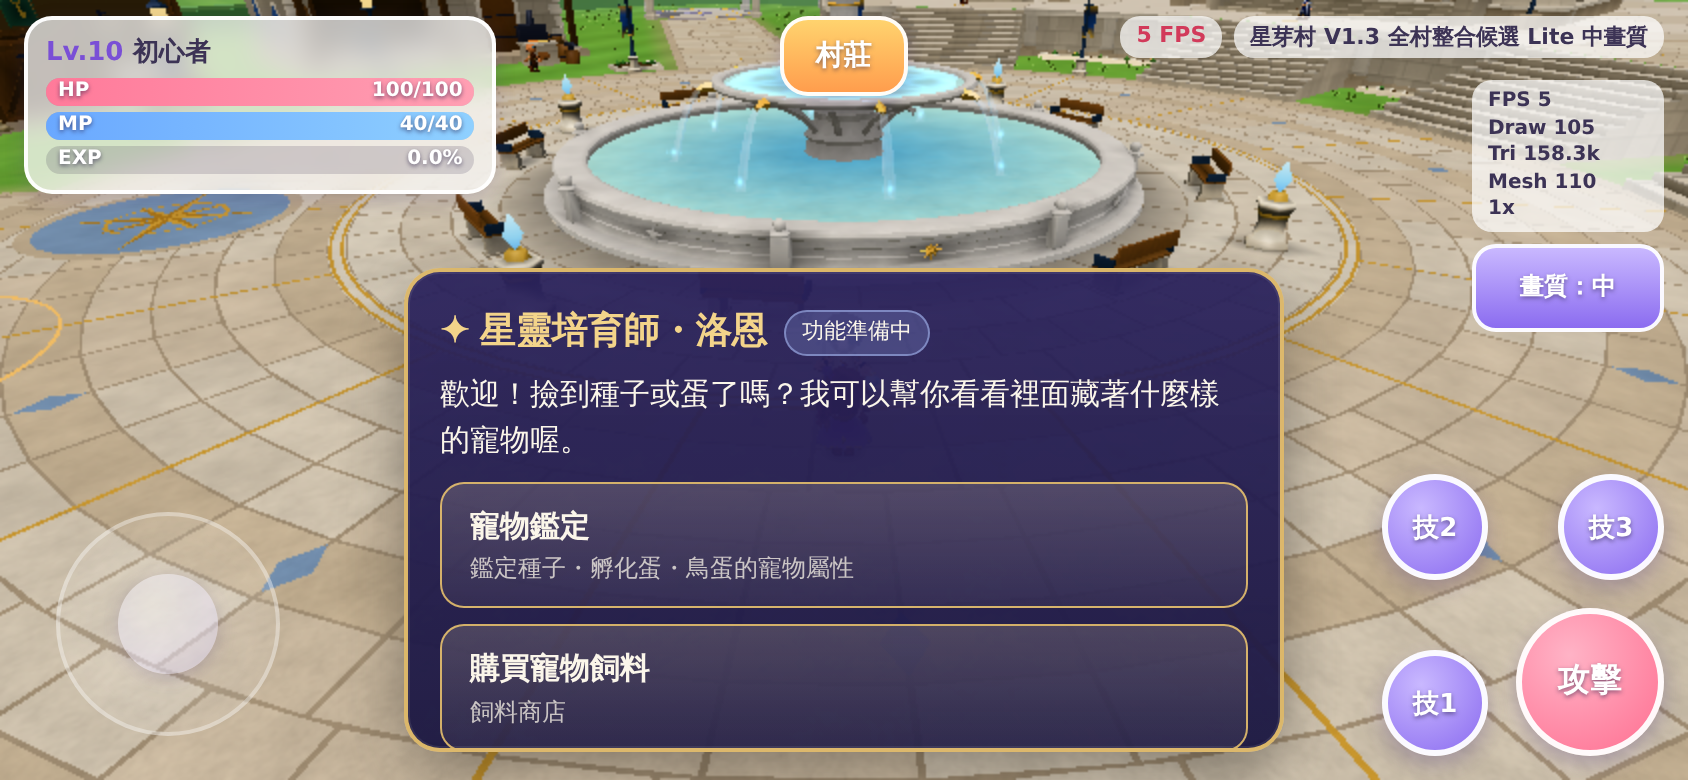 Lv.10 初心者
HP 100/100
MP 40/40
EXP 0.0%
村莊
5 FPS
星芽村 V1.3 全村整合候選 Lite 中畫質
FPS 5
Draw 105
Tri 158.3k
Mesh 110
1x
畫質：中
✦ 星靈培育師・洛恩 功能準備中
歡迎！撿到種子或蛋了嗎？我可以幫你看看裡面藏著什麼樣
的寵物喔。
寵物鑑定
鑑定種子・孵化蛋・鳥蛋的寵物屬性
購買寵物飼料
飼料商店
技2
技3
技1
攻擊